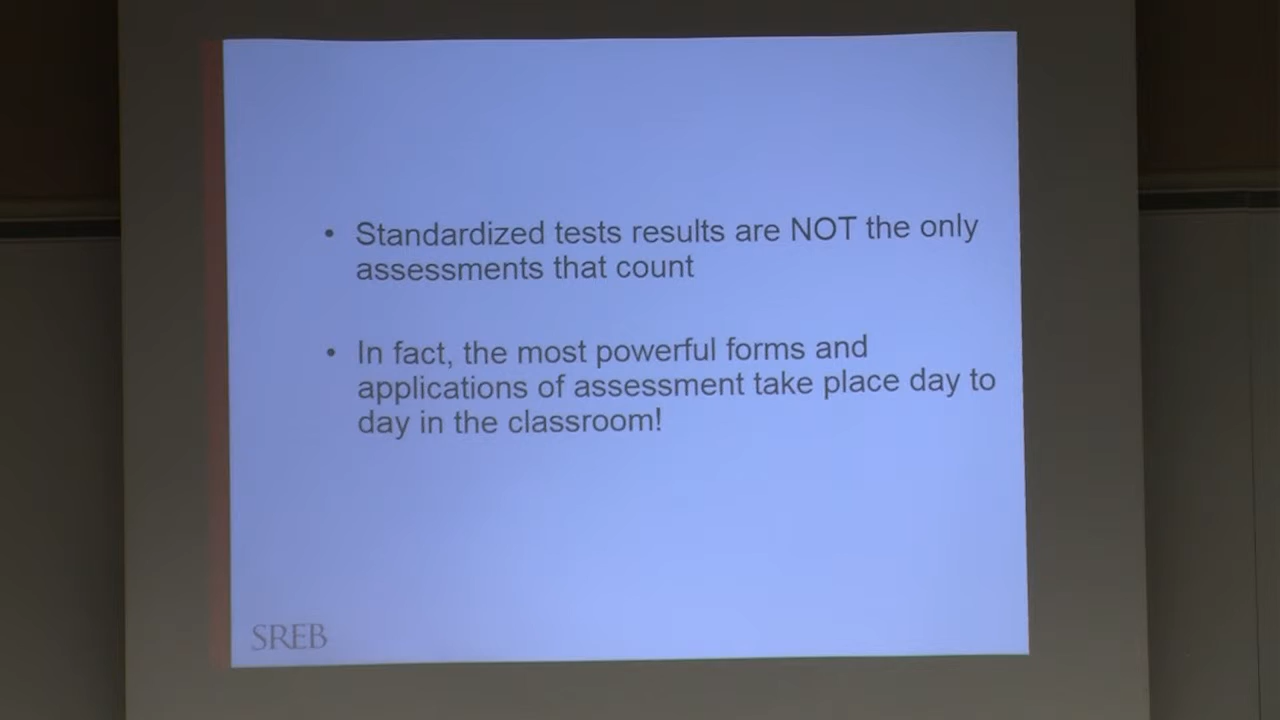 • Standardized tests results are NOT the only
assessments that count
• In fact, the most powerful forms and
applications of assessment take place day to
day in the classroom!
SREB